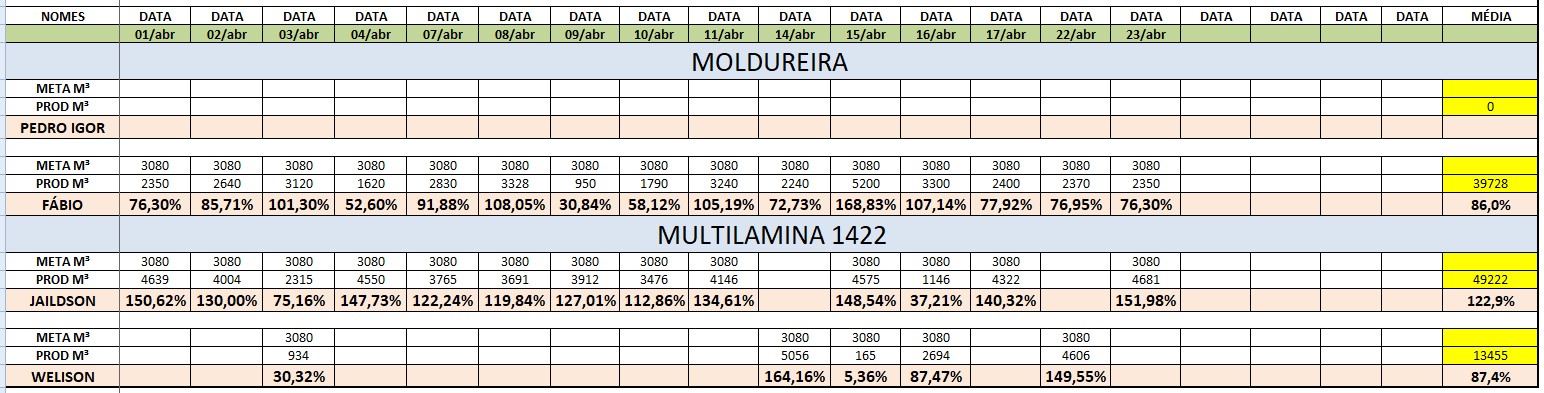 NOMES DATA DATA DATA DATA DATA DATA DATA DATA DATA DATA DATA DATA DATA DATA DATA DATA DATA DATA DATA MÉDIA
01/abr 02/abr 03/abr 04/abr 07/abr 08/abr 09/abr 10/abr 11/abr 14/abr 15/abr 16/abr 17/abr 22/abr 23/abr
MOLDUREIRA
META M³
PROD M³ 0
PEDRO IGOR
META M³ 3080 3080 3080 3080 3080 3080 3080 3080 3080 3080 3080 3080 3080 3080 3080
PROD M³ 2350 2640 3120 1620 2830 3328 950 1790 3240 2240 5200 3300 2400 2370 2350 39728
FÁBIO 76,30% 85,71% 101,30% 52,60% 91,88% 108,05% 30,84% 58,12% 105,19% 72,73% 168,83% 107,14% 77,92% 76,95% 76,30% 86,0%
MULTILAMINA 1422
META M³ 3080 3080 3080 3080 3080 3080 3080 3080 3080 3080 3080 3080 3080
PROD M³ 4639 4004 2315 4550 3765 3691 3912 3476 4146 4575 1146 4322 4681 49222
JAILDSON 150,62% 130,00% 75,16% 147,73% 122,24% 119,84% 127,01% 112,86% 134,61% 148,54% 37,21% 140,32% 151,98% 122,9%
META M³ 3080 3080 3080 3080 3080
PROD M³ 934 5056 165 2694 4606 13455
WELISON 30,32% 164,16% 5,36% 87,47% 149,55% 87,4%